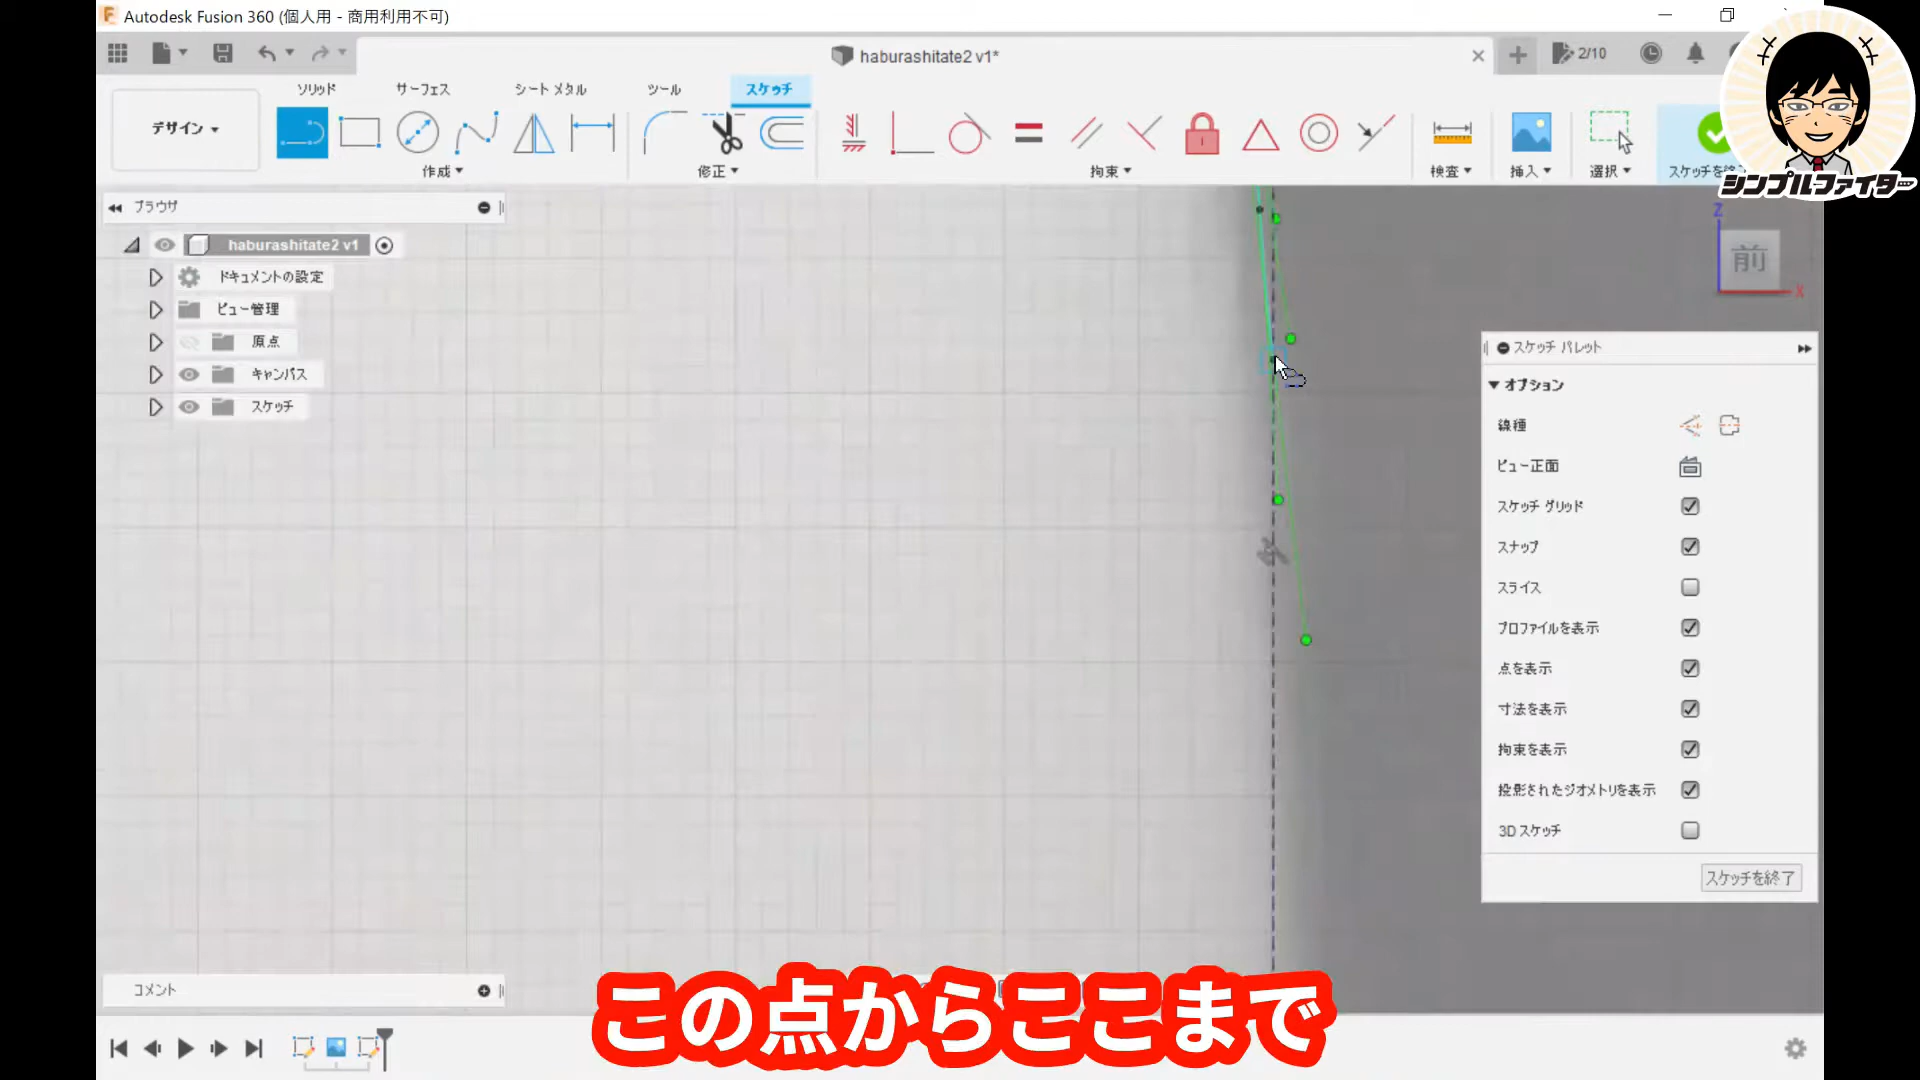 Autodesk Fusion 360 (個人用 - 商用利用不可)
haburashitate2 v1*
2/10
ソリッド
サーフェス
シート メタル
ツール
スケッチ
デザイン
作成
修正
拘束
検査
挿入
選択
スケッチを終
シンプルファイター
ブラウザ
haburashitate2 v1
ドキュメントの設定
ビュー管理
原点
キャンバス
スケッチ
Z
前
X
スケッチ パレット
オプション
線種
ビュー正面
スケッチ グリッド
スナップ
スライス
プロファイルを表示
点を表示
寸法を表示
拘束を表示
投影されたジオメトリを表示
3D スケッチ
スケッチを終了
コメント
この点からここまで